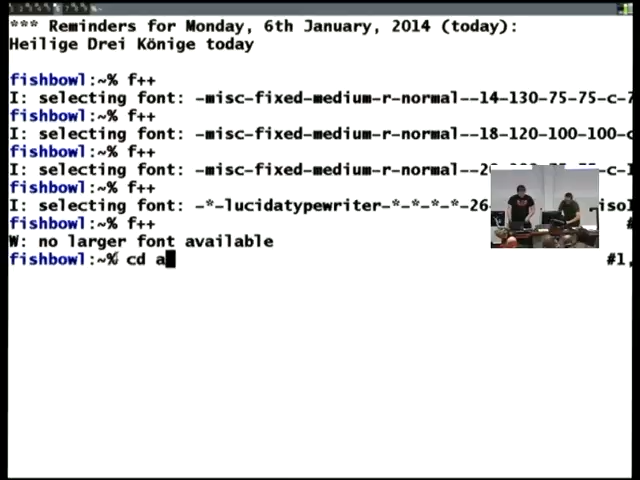 *** Reminders for Monday, 6th January, 2014 (today):
Heilige Drei Könige today
fishbowl:~% f++
I: selecting font: -misc-fixed-medium-r-normal--14-130-75-75-c-7
fishbowl:~% f++
I: selecting font: -misc-fixed-medium-r-normal--18-120-100-100-c
fishbowl:~% f++
I: selecting font: -misc-fixed-medium-r-normal--2
fishbowl:~% f++
I: selecting font: -*-lucidatypewriter-*-*-*-*-26 iso
fishbowl:~% f++
W: no larger font available
fishbowl:~% cd a #1,